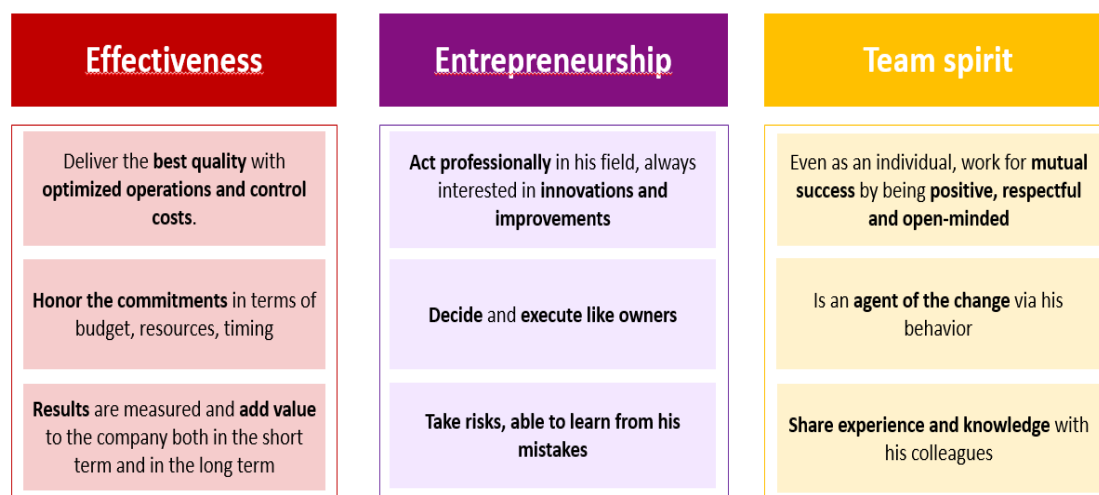 Effectiveness
Deliver the best quality with
optimized operations and control
costs.
Honor the commitments in terms of
budget, resources, timing
Results are measured and add value
to the company both in the short
term and in the long term
Entrepreneurship
Act professionally in his field, always
interested in innovations and
improvements
Decide and execute like owners
Take risks, able to learn from his
mistakes
Team spirit
Even as an individual, work for mutual
success by being positive, respectful
and open-minded
Is an agent of the change via his
behavior
Share experience and knowledge with
his colleagues